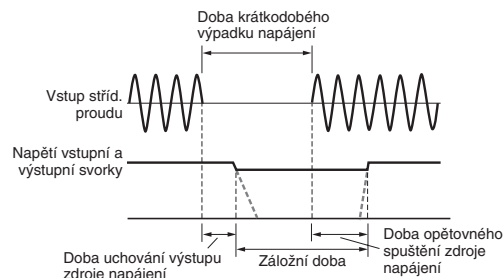 Doba krátkodobého
výpadku napájení
Vstup stříd.
proudu
Napětí vstupní a
výstupní svorky
Doba uchování výstupu
zdroje napájení
Záložní doba
Doba opětovného
spuštění zdroje
napájení